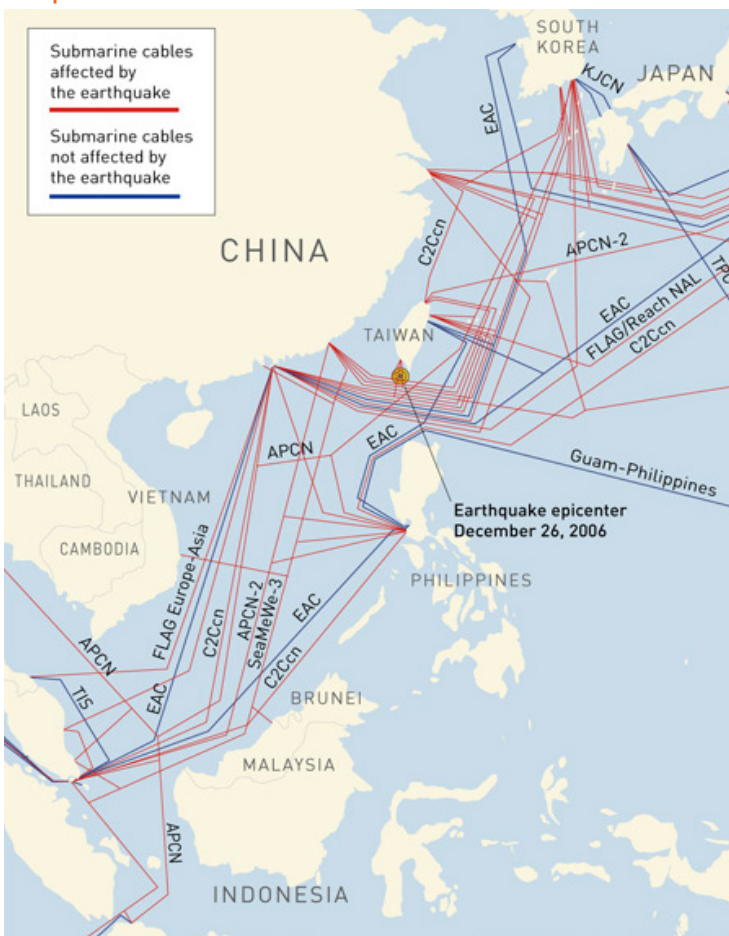 Submarine cables
affected by
the earthquake
Submarine cables
not affected by
the earthquake
SOUTH
KOREA
KJCN
JAPAN
EAC
CHINA
C2Ccn
APCN-2
TPC
EAC
FLAG/Reach NAL
C2Ccn
TAIWAN
LAOS
THAILAND
VIETNAM
CAMBODIA
APCN
EAC
Guam-Philippines
Earthquake epicenter
December 26, 2006
PHILIPPINES
FLAG Europe-Asia
C2Ccn
APCN-2
SeaMeWe-3
EAC
C2Ccn
APCN
TIS
EAC
BRUNEI
MALAYSIA
APCN
INDONESIA